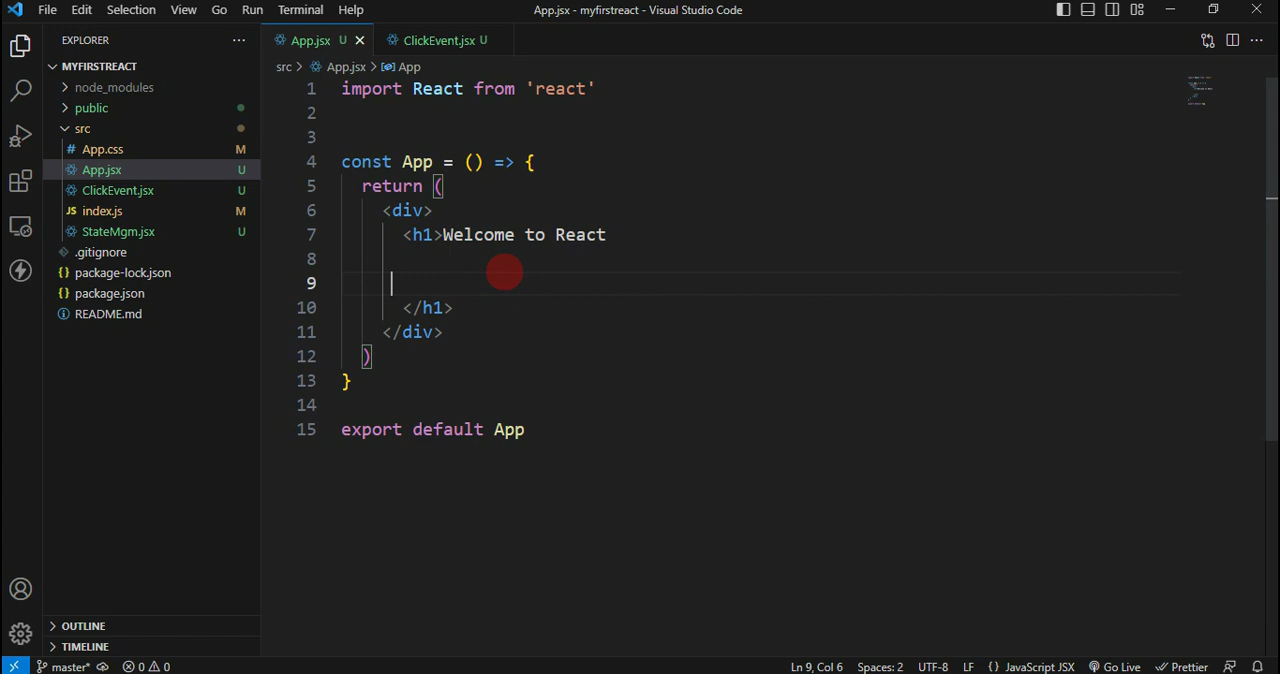 File Edit Selection View Go Run Terminal Help App.jsx - myfirstreact - Visual Studio Code
EXPLORER ···
MYFIRSTREACT
node_modules
public
src
# App.css M
App.jsx U
ClickEvent.jsx U
JS index.js M
StateMgm.jsx U
.gitignore
{} package-lock.json
{} package.json
README.md
OUTLINE
TIMELINE
App.jsx U ClickEvent.jsx U
src > App.jsx > App
1 import React from 'react'
2
3
4 const App = () => {
5 return (
6 <div>
7 <h1>Welcome to React
8
9
10 </h1>
11 </div>
12 )
13 }
14
15 export default App
master* 0 0 Ln 9, Col 6 Spaces: 2 UTF-8 LF {} JavaScript JSX Go Live Prettier